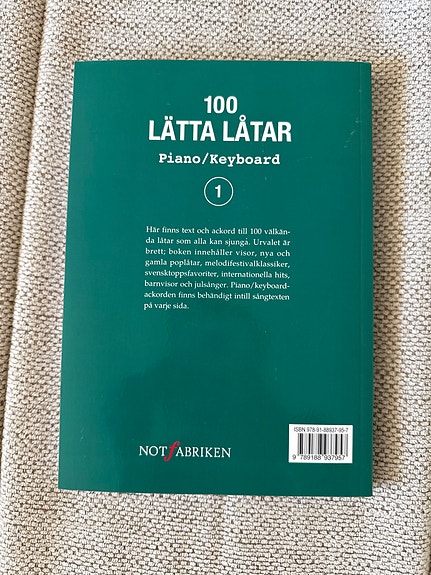 100
LÄTTA LÅTAR
Piano/Keyboard
1
Här finns text och ackord till 100 välkän-
da låtar som alla kan sjunga. Urvalet är
brett; boken innehåller visor, nya och
gamla poplåtar, melodifestivalklassiker,
svensktoppsfavoriter, internationella hits,
barnvisor och julsånger. Piano/keyboard-
ackorden finns behändigt intill sångtexten
på varje sida.
ISBN 978-91-88937-95-7
9 789188 937957
NOTfABRIKEN